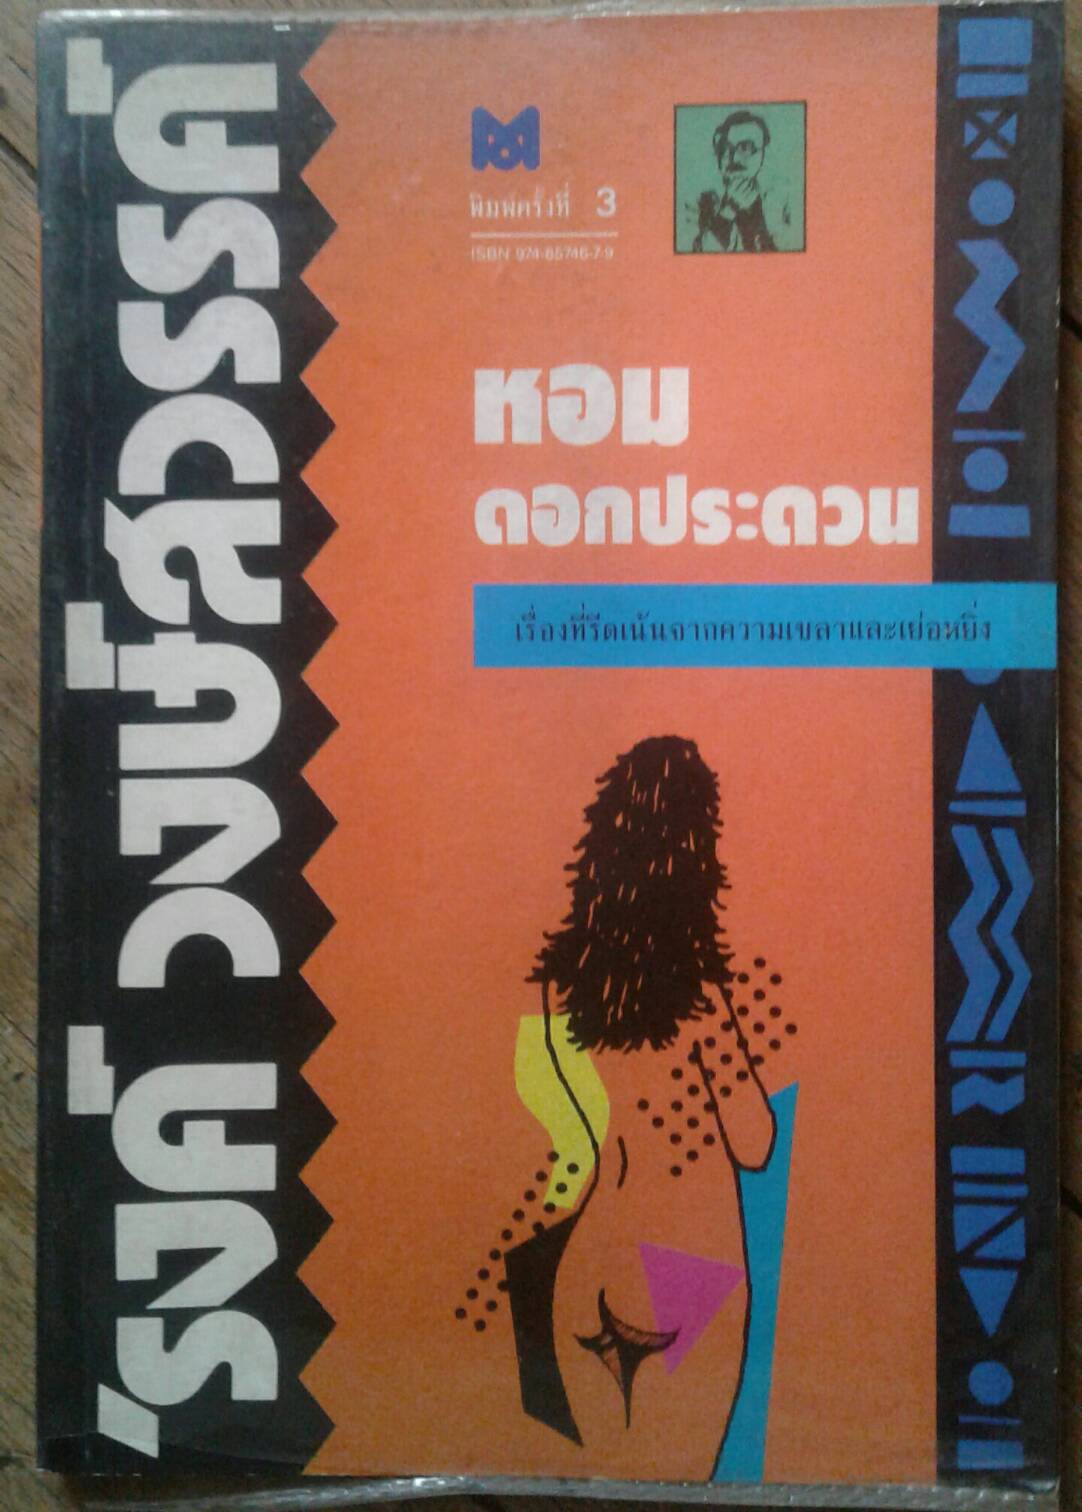 'รงค์ วงษ์สวรรค์
พิมพ์ครั้งที่ 3
ISBN 974-85746-7-9
หอม
ดอกประดวน
เรื่องที่รีดเน้นจากความเขลาและเย่อหยิ่ง